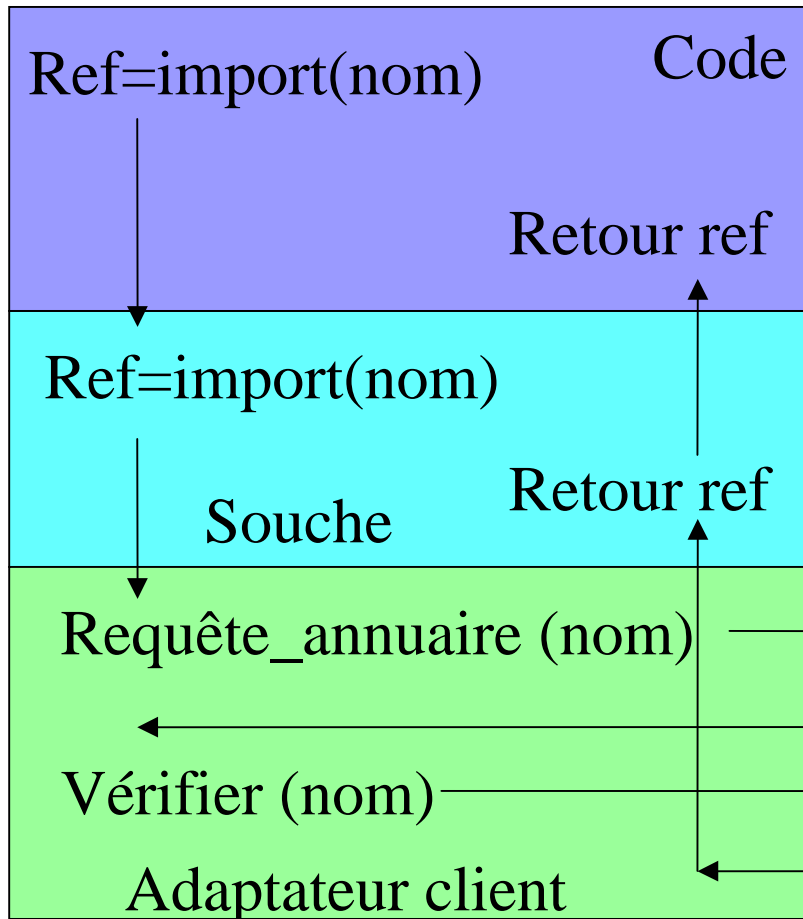 Code
Ref=import(nom)
Retour ref
Ref=import(nom)
Retour ref
Souche
Requête_annuaire (nom)
Vérifier (nom)
Adaptateur client